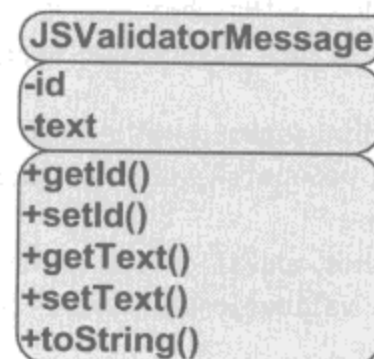 JSValidatorMessage
-id
-text
+getId()
+setId()
+getText()
+setText()
+toString()